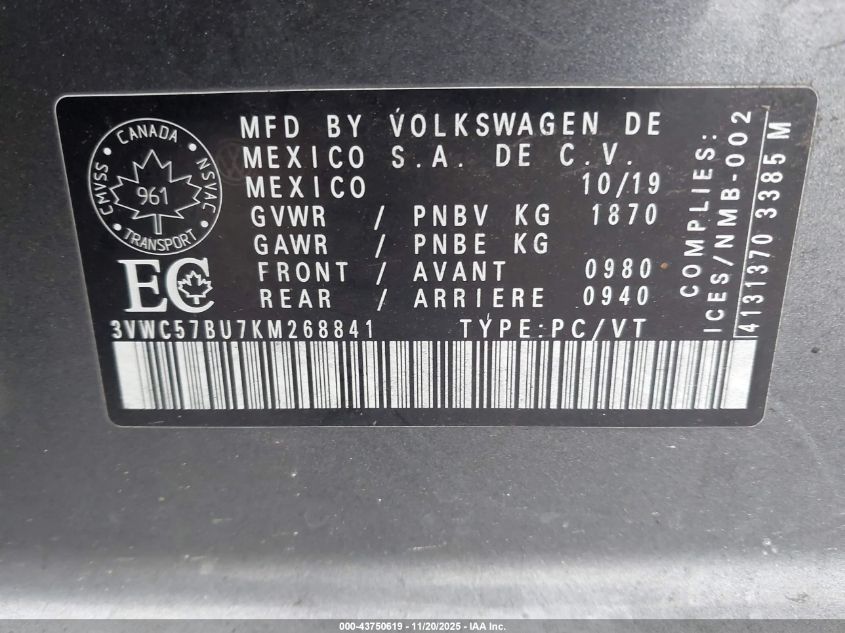 MFD BY VOLKSWAGEN DE
MEXICO S.A. DE C.V.
MEXICO 10/19
GVWR / PNBV KG 1870
GAWR / PNBE KG
FRONT / AVANT 0980
REAR / ARRIERE 0940
3VWC57BU7KM268841 TYPE:PC/VT
CANADA
CMVSS NSVAC
961
TRANSPORT
EC
COMPLIES:
ICES/NMB-002
4131370 3385 M
000-43750619 - 11/20/2025 - IAA Inc.